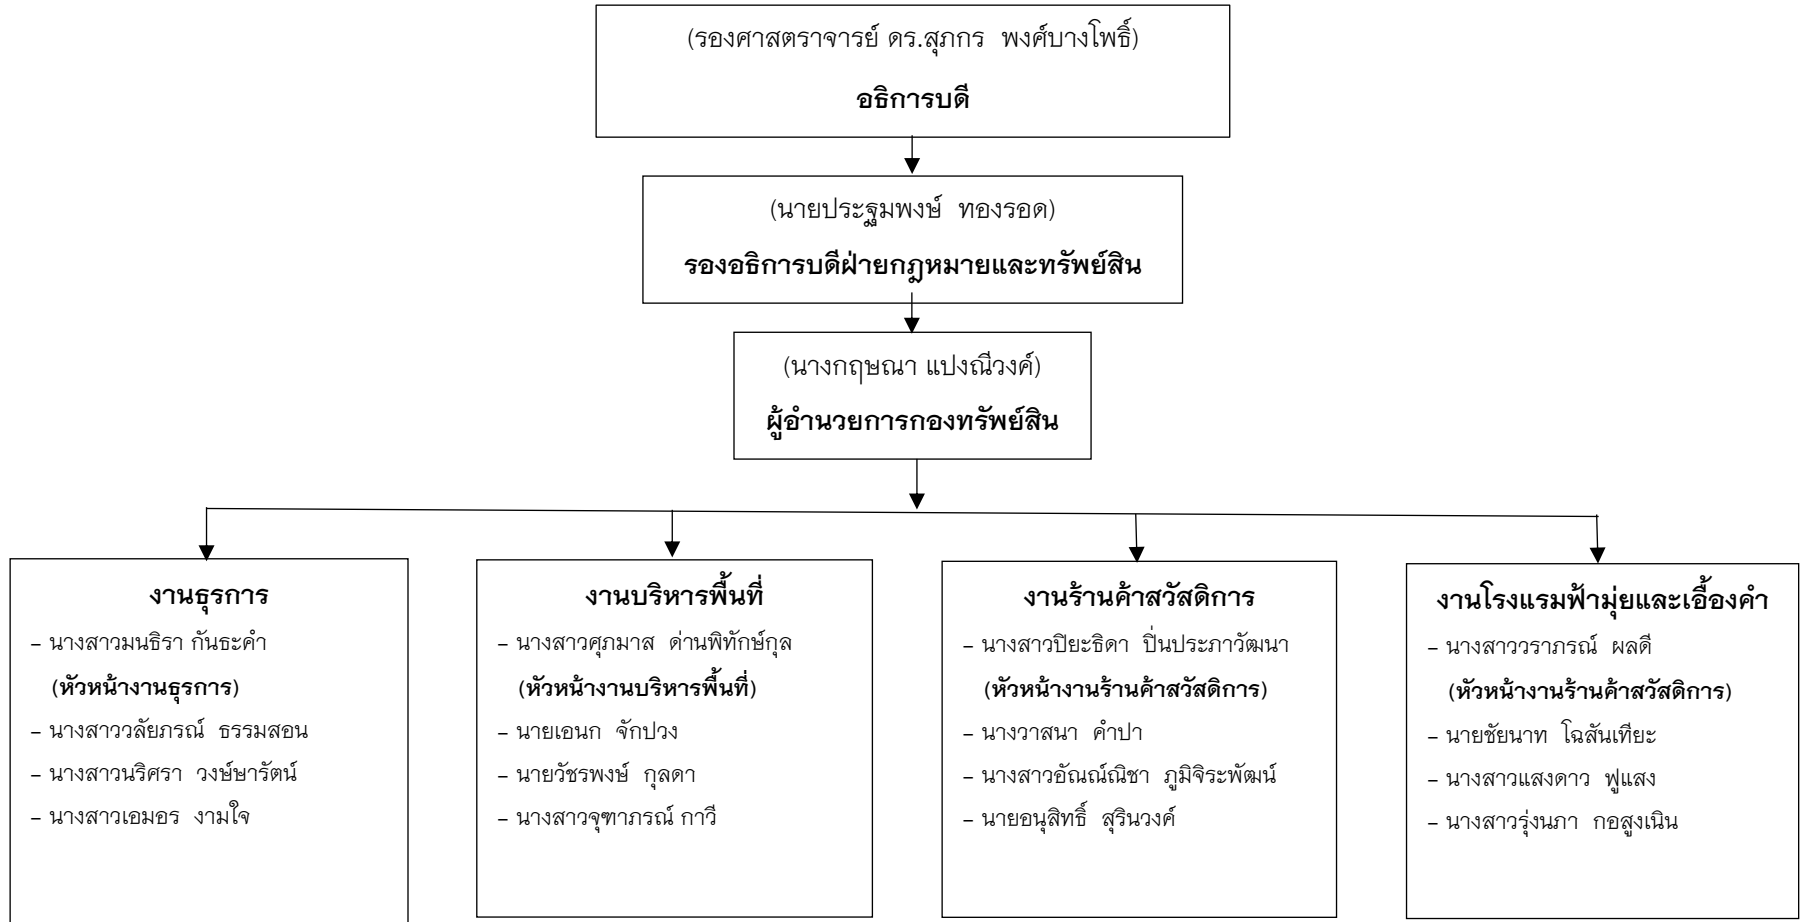 (รองศาสตราจารย์ ดร.สุภกร  พงศ์บางโพธิ์)
อธิการบดี
(นายประฐมพงษ์  ทองรอด)
รองอธิการบดีฝ่ายกฎหมายและทรัพย์สิน
(นางกฤษณา แปงณีวงค์)
ผู้อำนวยการกองทรัพย์สิน
งานธุรการ
– นางสาวมนธิรา กันธะคำ
(หัวหน้างานธุรการ)
– นางสาววลัยภรณ์  ธรรมสอน
– นางสาวนริศรา  วงษ์ษารัตน์
– นางสาวเอมอร  งามใจ
งานบริหารพื้นที่
– นางสาวศุภมาส  ด่านพิทักษ์กุล
(หัวหน้างานบริหารพื้นที่)
– นายเอนก  จักปวง
– นายวัชรพงษ์  กุลดา
– นางสาวจุฑาภรณ์ กาวี
งานร้านค้าสวัสดิการ
– นางสาวปิยะธิดา  ปิ่นประภาวัฒนา
(หัวหน้างานร้านค้าสวัสดิการ)
– นางวาสนา  คำปา
– นางสาวอัณณ์ณิชา  ภูมิจิระพัฒน์
– นายอนุสิทธิ์  สุรินวงค์
งานโรงแรมฟ้ามุ่ยและเอื้องคำ
– นางสาววราภรณ์  ผลดี
(หัวหน้างานร้านค้าสวัสดิการ)
– นายชัยนาท  โฉสันเทียะ
– นางสาวแสงดาว  ฟูแสง
– นางสาวรุ่งนภา  กอสูงเนิน